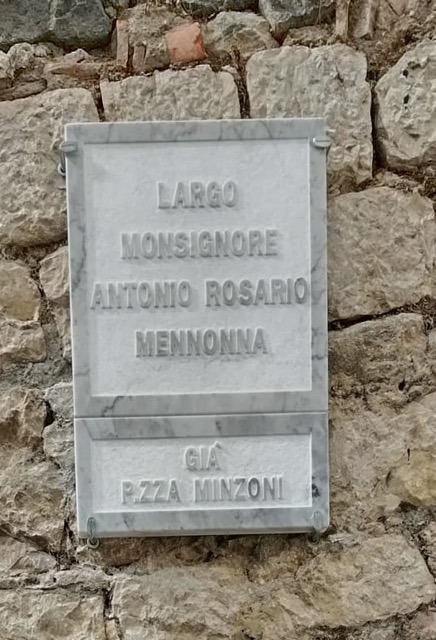 LARGO
MONSIGNORE
ANTONIO ROSARIO
MENNONNA
GIÀ
P.ZZA MINZONI